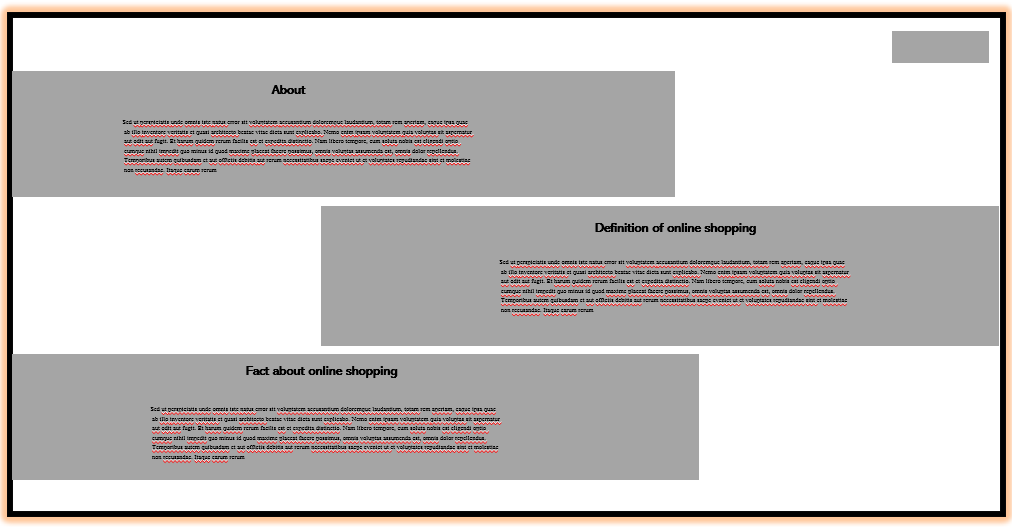 About
Sed ut perspiciatis unde omnis iste natus error sit voluptatem accusantium doloremque laudantium, totam rem aperiam, eaque ipsa quae
ab illo inventore veritatis et quasi architecto beatae vitae dicta sunt explicabo. Nemo enim ipsam voluptatem quia voluptas sit aspernatur
aut odit aut fugit. Et harum quidem rerum facilis est et expedita distinctio. Nam libero tempore, cum soluta nobis est eligendi optio
cumque nihil impedit quo minus id quod maxime placeat facere possimus, omnis voluptas assumenda est, omnis dolor repellendus.
Temporibus autem quibusdam et aut officiis debitis aut rerum necessitatibus saepe eveniet ut et voluptates repudiandae sint et molestiae
non recusandae. Itaque earum rerum
Definition of online shopping
Sed ut perspiciatis unde omnis iste natus error sit voluptatem accusantium doloremque laudantium, totam rem aperiam, eaque ipsa quae
ab illo inventore veritatis et quasi architecto beatae vitae dicta sunt explicabo. Nemo enim ipsam voluptatem quia voluptas sit aspernatur
aut odit aut fugit. Et harum quidem rerum facilis est et expedita distinctio. Nam libero tempore, cum soluta nobis est eligendi optio
cumque nihil impedit quo minus id quod maxime placeat facere possimus, omnis voluptas assumenda est, omnis dolor repellendus.
Temporibus autem quibusdam et aut officiis debitis aut rerum necessitatibus saepe eveniet ut et voluptates repudiandae sint et molestiae
non recusandae. Itaque earum rerum
Fact about online shopping
Sed ut perspiciatis unde omnis iste natus error sit voluptatem accusantium doloremque laudantium, totam rem aperiam, eaque ipsa quae
ab illo inventore veritatis et quasi architecto beatae vitae dicta sunt explicabo. Nemo enim ipsam voluptatem quia voluptas sit aspernatur
aut odit aut fugit. Et harum quidem rerum facilis est et expedita distinctio. Nam libero tempore, cum soluta nobis est eligendi optio
cumque nihil impedit quo minus id quod maxime placeat facere possimus, omnis voluptas assumenda est, omnis dolor repellendus.
Temporibus autem quibusdam et aut officiis debitis aut rerum necessitatibus saepe eveniet ut et voluptates repudiandae sint et molestiae
non recusandae. Itaque earum rerum